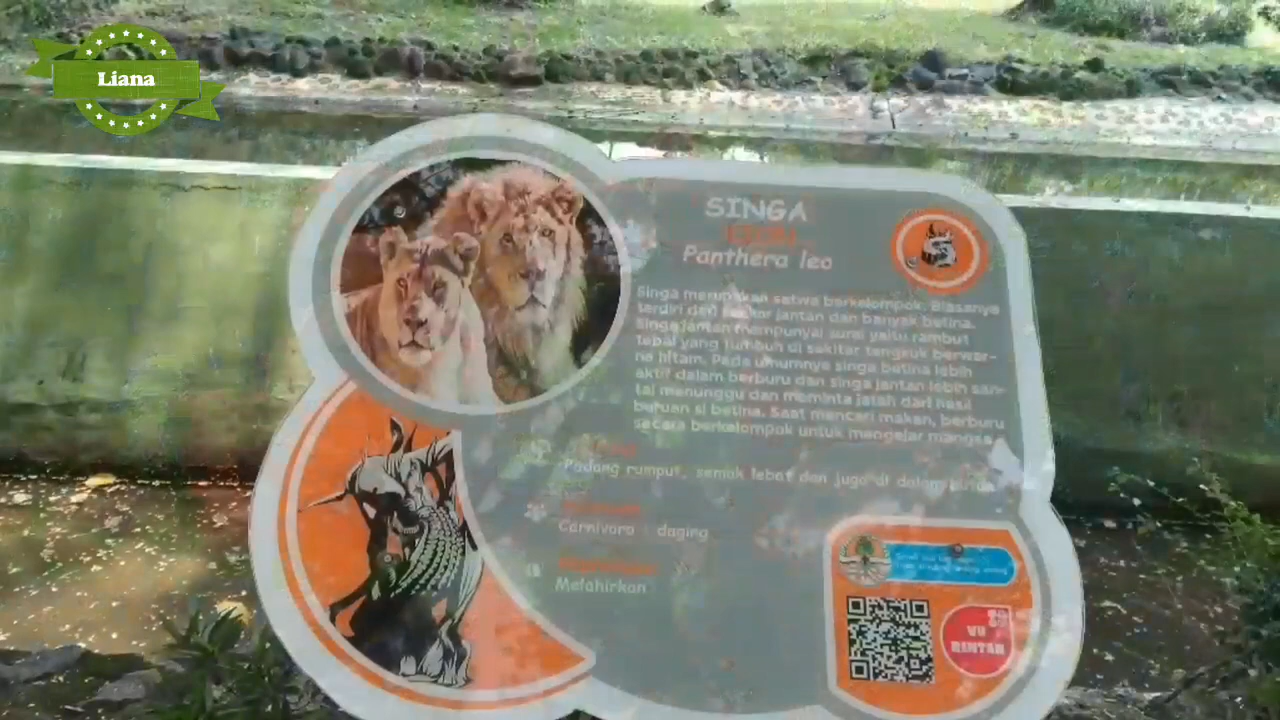 Liana
SINGA
Panthera leo
Singa merupakan satwa berkelompok. Biasanya
terdiri dari seekor jantan dan banyak betina.
Singa jantan mempunyai surai yaitu rambut
tebal yang tumbuh di sekitar tengkuk berwar-
na hitam. Pada umumnya singa betina lebih
aktif dalam berburu dan singa jantan lebih san-
tai menunggu dan meminta jatah dari hasil
buruan si betina. Saat mencari makan, berburu
secara berkelompok untuk mengejar mangsa
Padang rumput, semak lebat dan juga di dalam
Carnivora : daging
Melahirkan